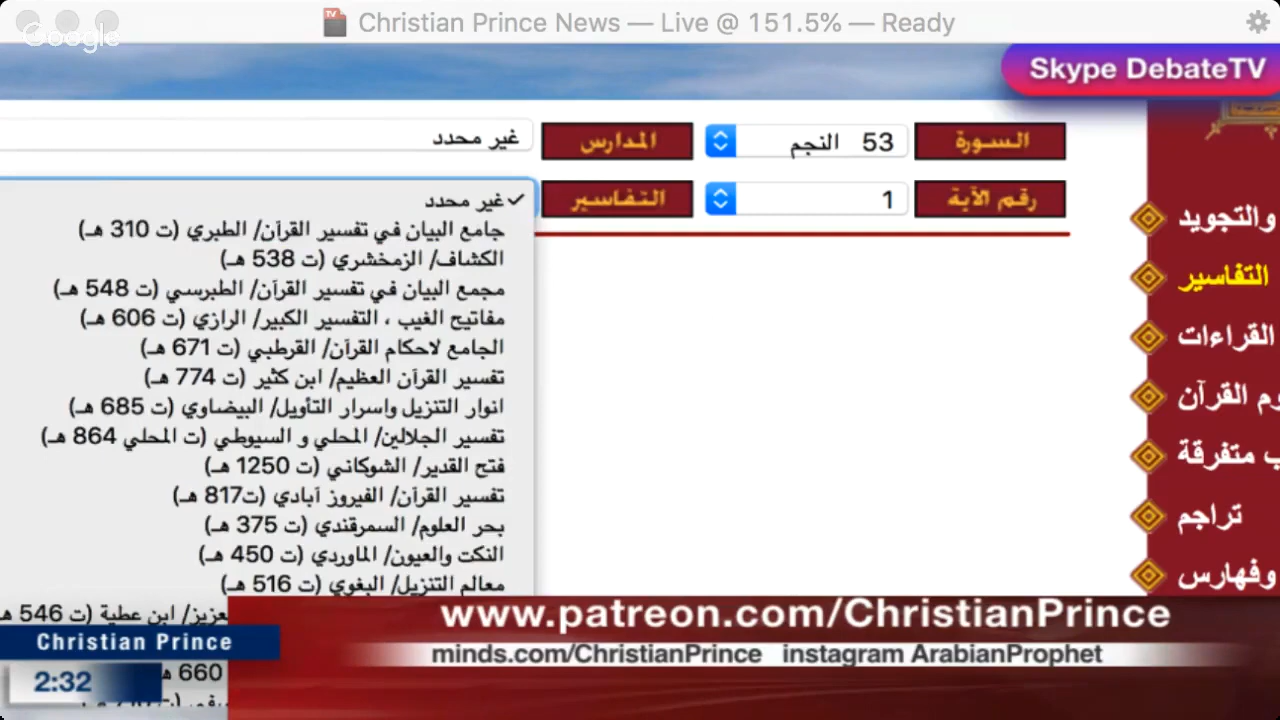 Christian Prince News — Live @ 151.5% — Ready
Google
Skype DebateTV
السورة
53 النجم
المدارس
غير محدد
رقم الآية
1
التفاسير
غير محدد
جامع البيان في تفسير القرآن/ الطبري (ت 310 هـ)
الكشاف/ الزمخشري (ت 538 هـ)
مجمع البيان في تفسير القرآن/ الطبرسي (ت 548 هـ)
مفاتيح الغيب ، التفسير الكبير/ الرازي (ت 606 هـ)
الجامع لاحكام القرآن/ القرطبي (ت 671 هـ)
تفسير القرآن العظيم/ ابن كثير (ت 774 هـ)
انوار التنزيل واسرار التأويل/ البيضاوي (ت 685 هـ)
تفسير الجلالين/ المحلي و السيوطي (ت المحلي 864 هـ)
فتح القدير/ الشوكاني (ت 1250 هـ)
تفسير القرآن/ الفيروز آبادي (ت817 هـ)
بحر العلوم/ السمرقندي (ت 375 هـ)
النكت والعيون/ الماوردي (ت 450 هـ)
معالم التنزيل/ البغوي (ت 516 هـ)
ابن عطية (ت 546 هـ
660 هـ
والتجويد
التفاسير
القراءات
القرآن
متفرقة
تراجم
وفهارس
www.patreon.com/ChristianPrince
minds.com/ChristianPrince instagram ArabianProphet
Christian Prince
2:32